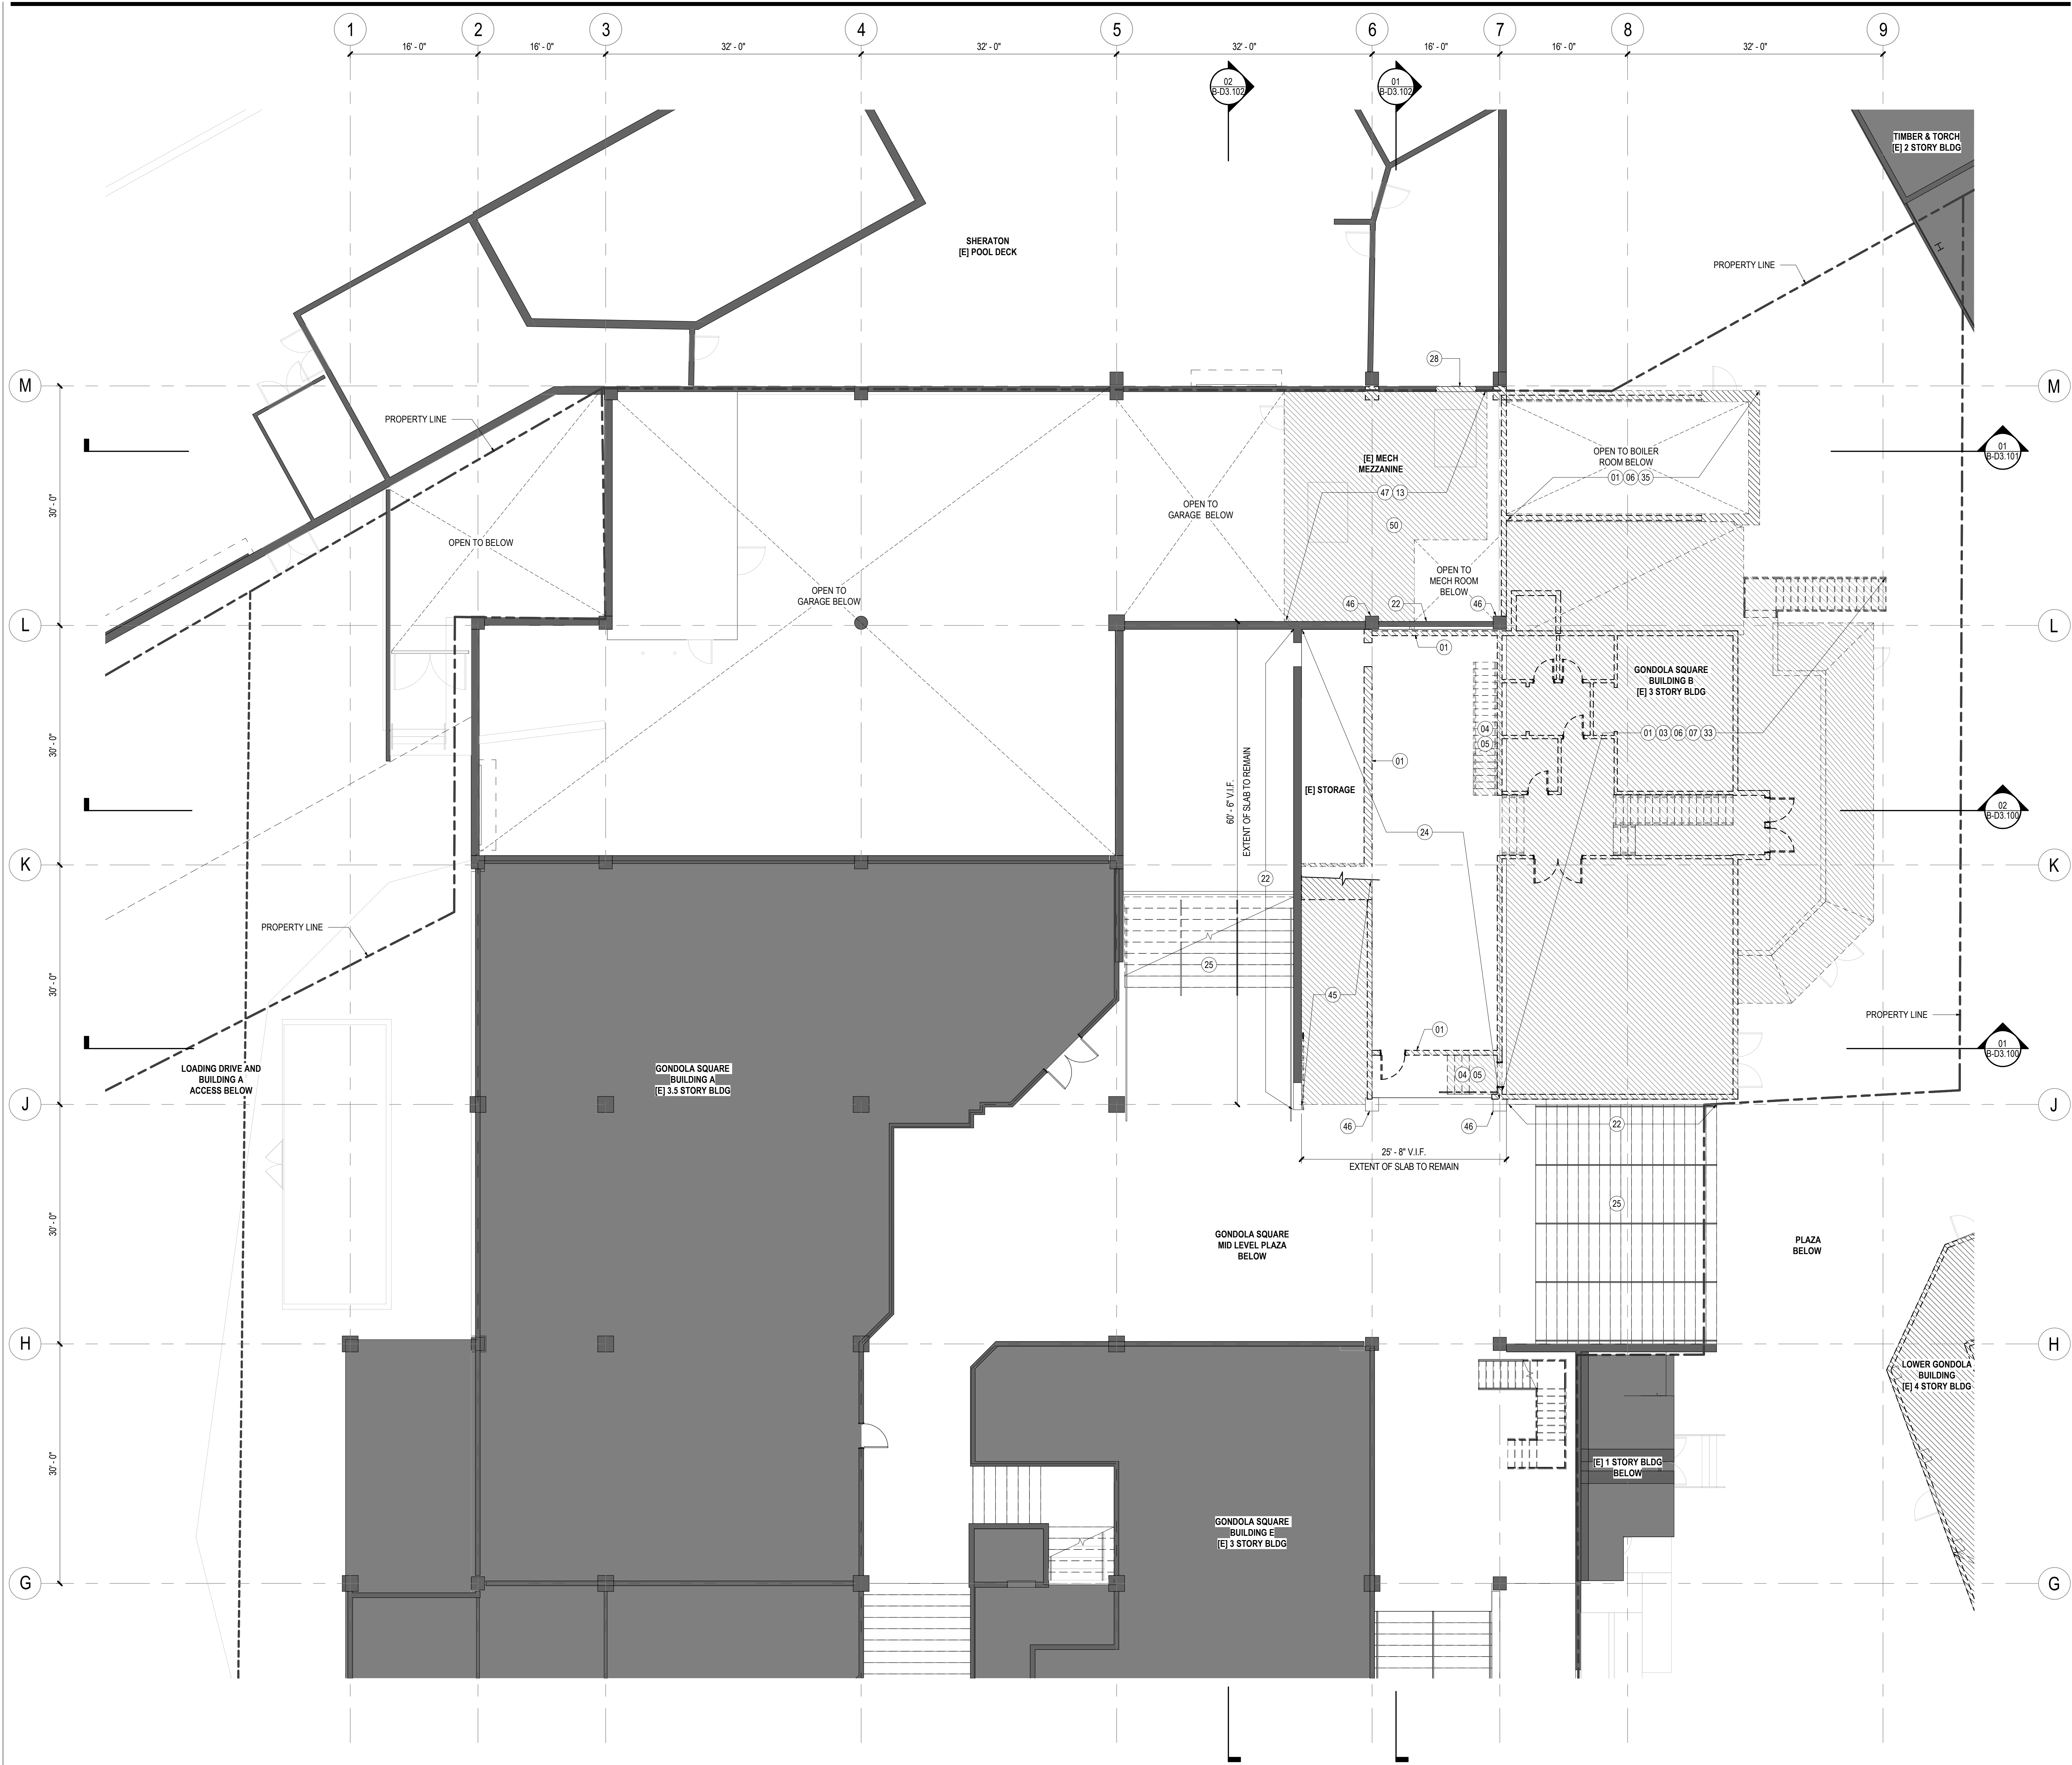 1 2 3 4 5 6 7 8 9
16' - 0" 16' - 0" 32' - 0" 32' - 0" 32' - 0" 16' - 0" 16' - 0" 32' - 0"
02
B-D3.102
01
B-D3.102
TIMBER & TORCH
[E] 2 STORY BLDG
SHERATON
[E] POOL DECK
PROPERTY LINE
28
M
M
PROPERTY LINE
01
B-D3.101
OPEN TO BOILER
ROOM BELOW
01 06 35
[E] MECH
MEZZANINE
47 13
50
30' - 0"
OPEN TO
GARAGE BELOW
OPEN TO BELOW
OPEN TO
MECH ROOM
BELOW
OPEN TO
GARAGE BELOW
46
22
46
L
L
01
GONDOLA SQUARE
BUILDING B
[E] 3 STORY BLDG
04
05
01 03 06 07 33
30' - 0"
01
[E] STORAGE
60' - 6" V.I.F.
EXTENT OF SLAB TO REMAIN
02
B-D3.100
24
K
K
22
PROPERTY LINE
25
30' - 0"
45
PROPERTY LINE
01
01
B-D3.100
LOADING DRIVE AND
BUILDING A
ACCESS BELOW
GONDOLA SQUARE
BUILDING A
[E] 3.5 STORY BLDG
04 05
J
J
46
46
22
25' - 8" V.I.F.
EXTENT OF SLAB TO REMAIN
25
30' - 0"
GONDOLA SQUARE
MID LEVEL PLAZA
BELOW
PLAZA
BELOW
H
H
LOWER GONDOLA
BUILDING
[E] 4 STORY BLDG
30' - 0"
[E] 1 STORY BLDG
BELOW
GONDOLA SQUARE
BUILDING E
[E] 3 STORY BLDG
G
G